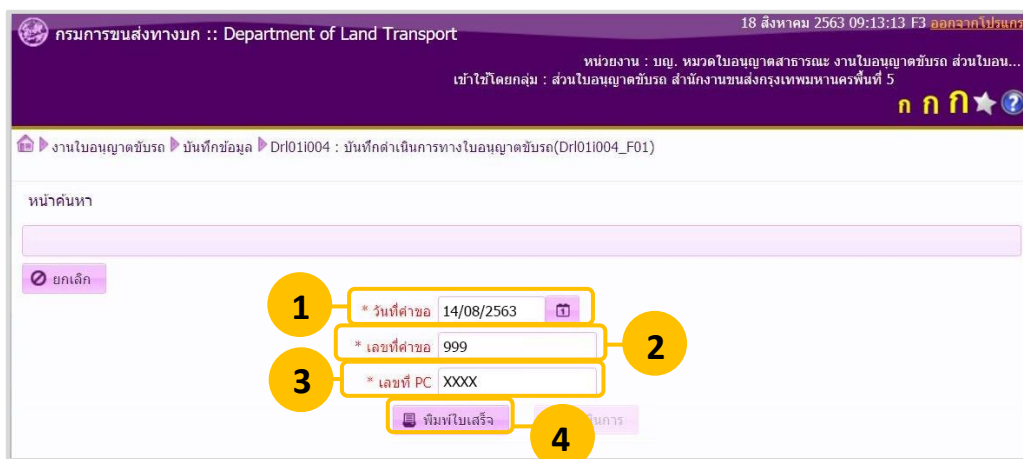 18 สิงหาคม 2563 09:13:13 F3 ออกจากโปรแกร
กรมการขนส่งทางบก :: Department of Land Transport
หน่วยงาน : บญ. หมวดใบอนุญาตสาธารณะ งานใบอนุญาตขับรถ ส่วนใบอน...
เข้าใช้โดยกลุ่ม : ส่วนใบอนุญาตขับรถ สำนักงานขนส่งกรุงเทพมหานครพื้นที่ 5
ก ก ก ?
งานใบอนุญาตขับรถ บันทึกข้อมูล Drl01i004 : บันทึกดำเนินการทางใบอนุญาตขับรถ(Drl01i004_F01)
หน้าค้นหา
ยกเลิก
1 * วันที่คำขอ 14/08/2563
* เลขที่คำขอ 999 2
3 * เลขที่ PC XXXX
พิมพ์ใบเสร็จ 4 นการ